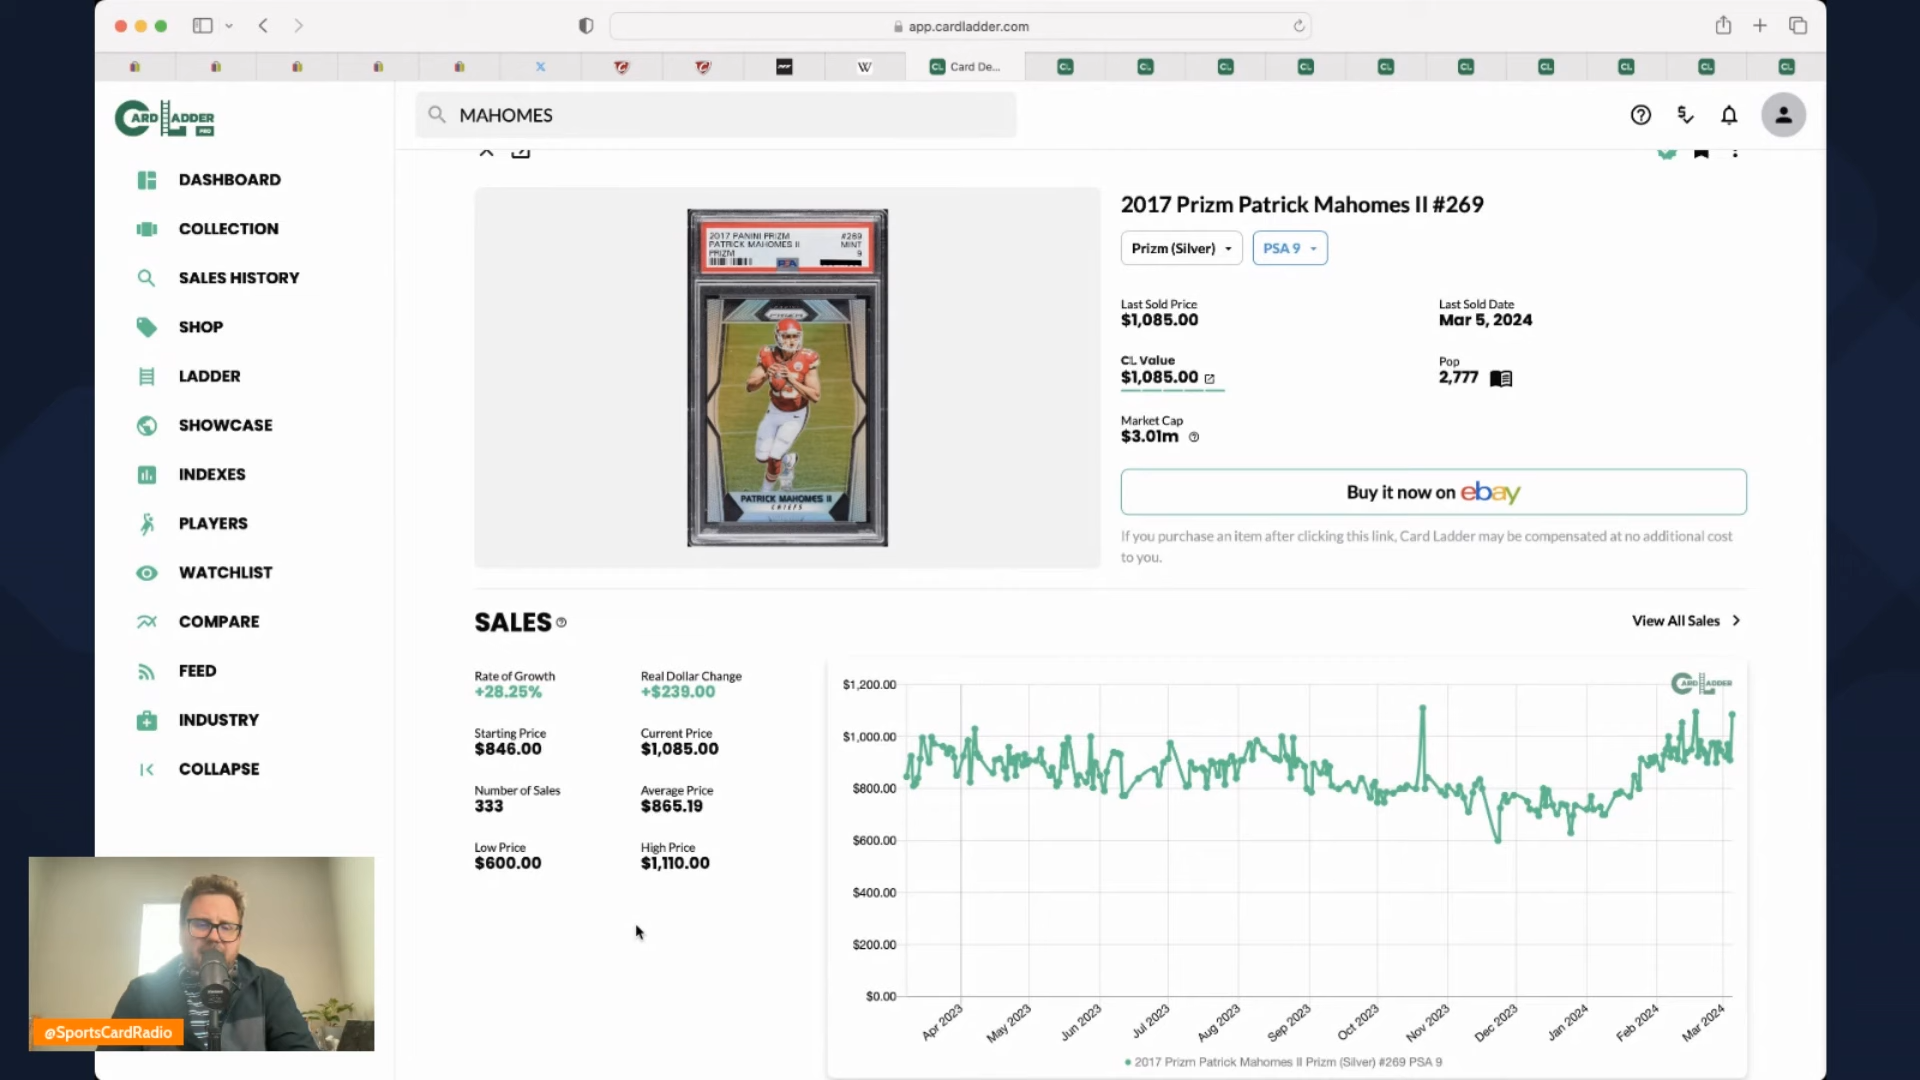 app.cardladder.com
Card De...
CARD LADDER
PRO
MAHOMES
DASHBOARD
COLLECTION
SALES HISTORY
SHOP
LADDER
SHOWCASE
INDEXES
PLAYERS
WATCHLIST
COMPARE
FEED
INDUSTRY
COLLAPSE
2017 PANINI PRIZM #269
PATRICK MAHOMES II MINT
PRIZM 9
PSA
PRIZM
PATRICK MAHOMES II
CHIEFS
2017 Prizm Patrick Mahomes II #269
Prizm (Silver) PSA 9
Last Sold Price
$1,085.00
Last Sold Date
Mar 5, 2024
CL Value
$1,085.00
Pop
2,777
Market Cap
$3.01m
Buy it now on ebay
If you purchase an item after clicking this link, Card Ladder may be compensated at no additional cost
to you.
SALES
View All Sales
Rate of Growth
+28.25%
Real Dollar Change
+$239.00
Starting Price
$846.00
Current Price
$1,085.00
Number of Sales
333
Average Price
$865.19
Low Price
$600.00
High Price
$1,110.00
CARD LADDER
$1,200.00
$1,000.00
$800.00
$600.00
$400.00
$200.00
$0.00
Apr 2023
May 2023
Jun 2023
Jul 2023
Aug 2023
Sep 2023
Oct 2023
Nov 2023
Dec 2023
Jan 2024
Feb 2024
Mar 2024
2017 Prizm Patrick Mahomes II Prizm (Silver) #269 PSA 9
@SportsCardRadio